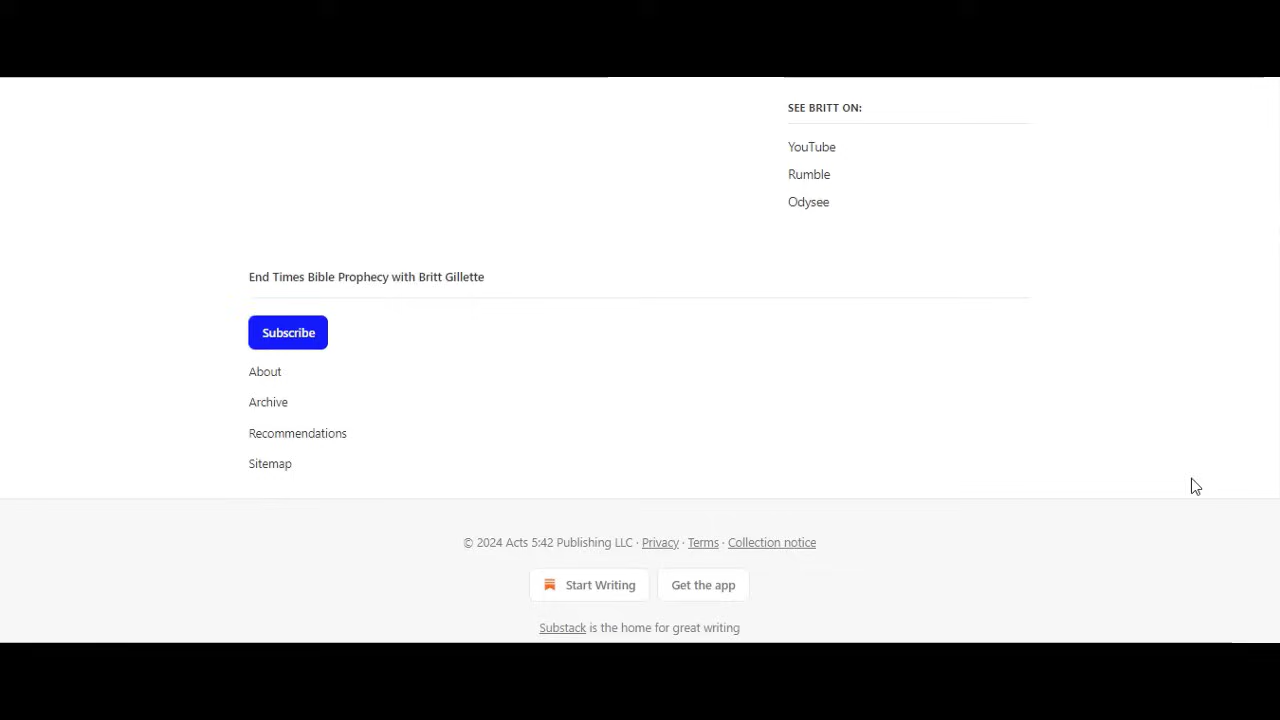 SEE BRITT ON:
YouTube
Rumble
Odysee
End Times Bible Prophecy with Britt Gillette
Subscribe
About
Archive
Recommendations
Sitemap
© 2024 Acts 5:42 Publishing LLC · Privacy · Terms · Collection notice
Start Writing Get the app
Substack is the home for great writing